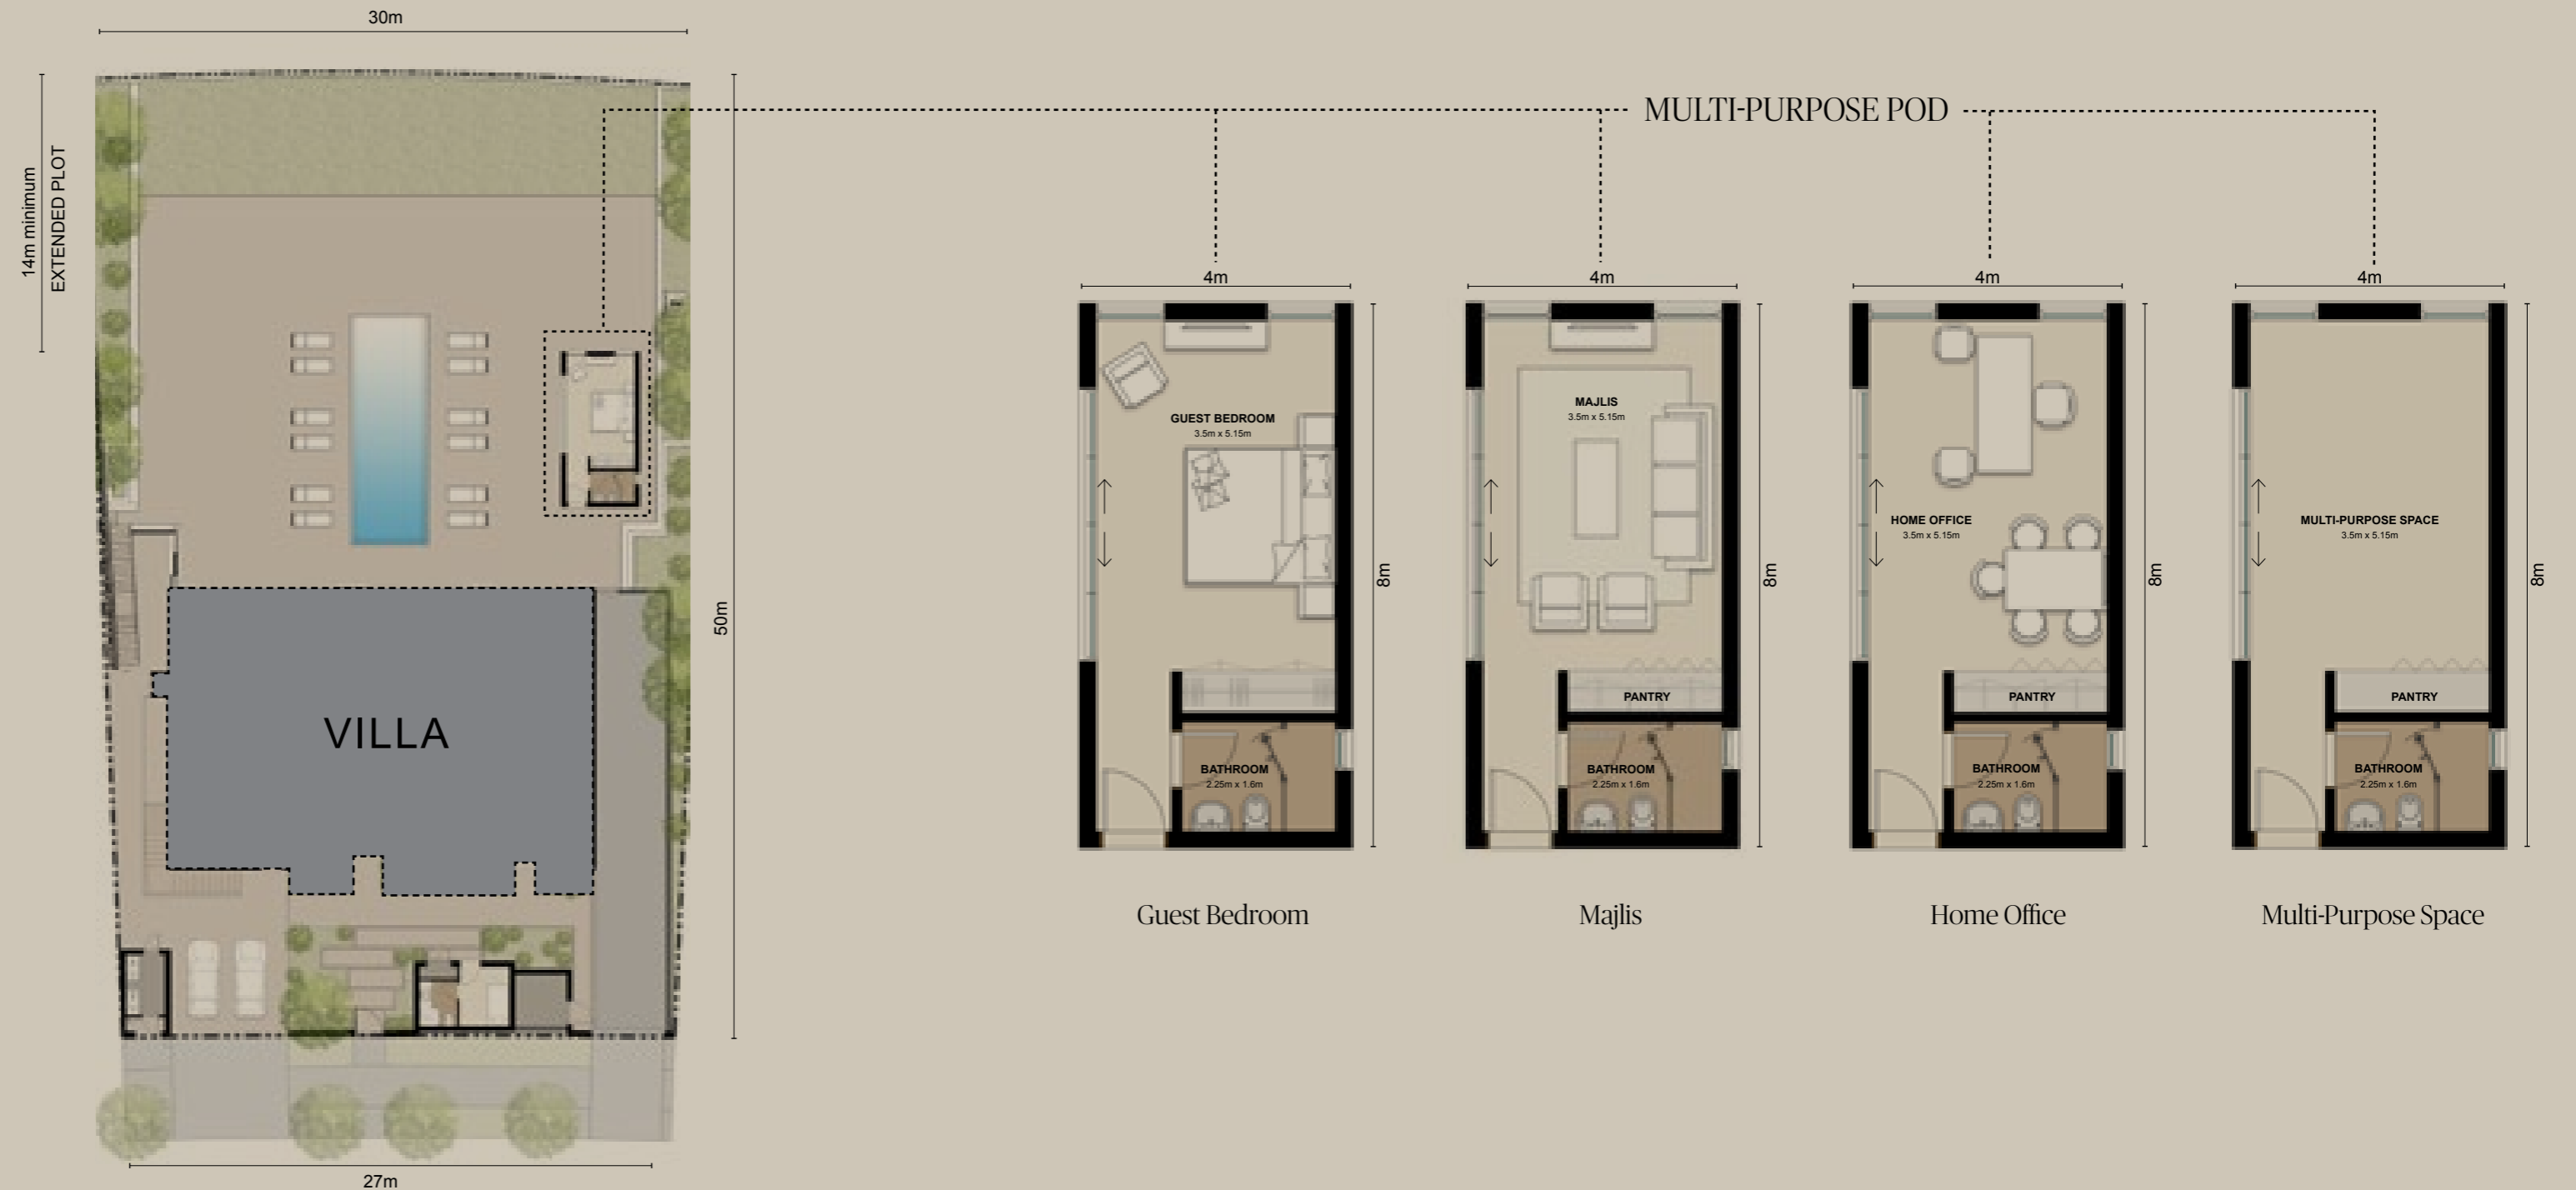 30m
14m minimum
EXTENDED PLOT
50m
VILLA
27m
MULTI-PURPOSE POD
4m
GUEST BEDROOM
3.5m x 5.15m
8m
BATHROOM
2.25m x 1.6m
Guest Bedroom
4m
MAJLIS
3.5m x 5.15m
8m
PANTRY
BATHROOM
2.25m x 1.6m
Majlis
4m
HOME OFFICE
3.5m x 5.15m
8m
PANTRY
BATHROOM
2.25m x 1.6m
Home Office
4m
MULTI-PURPOSE SPACE
3.5m x 5.15m
8m
PANTRY
BATHROOM
2.25m x 1.6m
Multi-Purpose Space